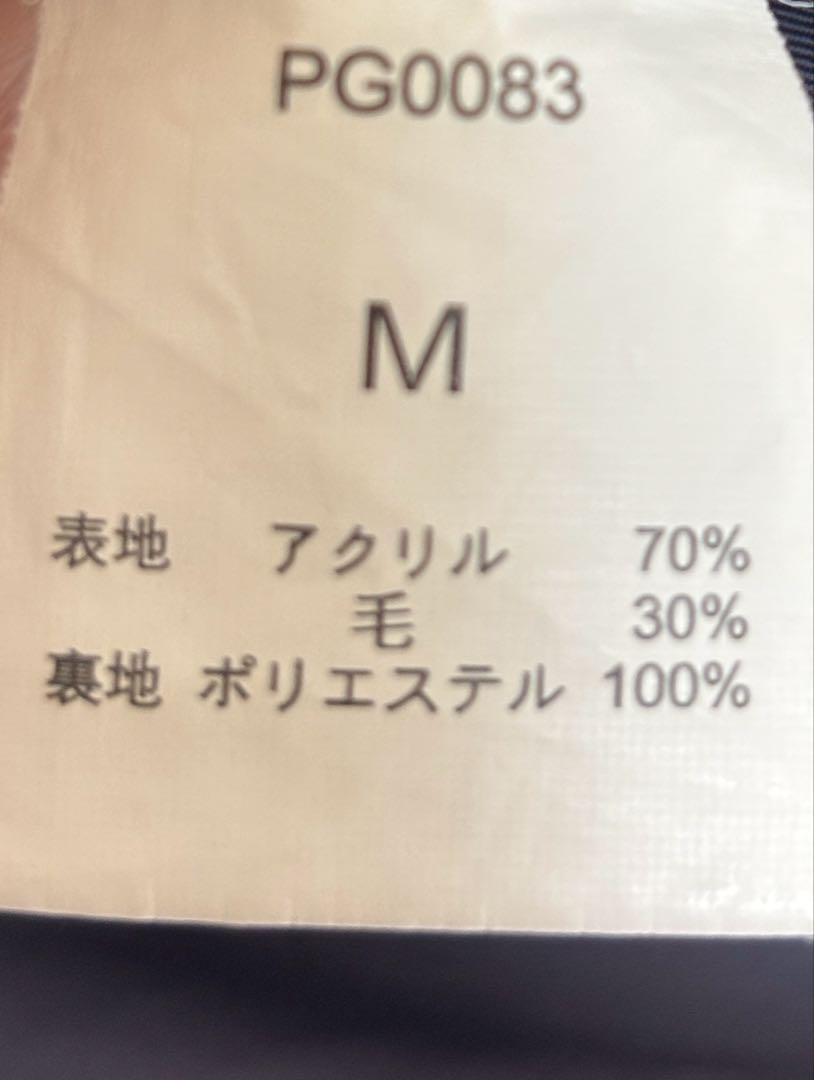 PG0083
M
表地 アクリル 70%
毛 30%
裏地 ポリエステル 100%